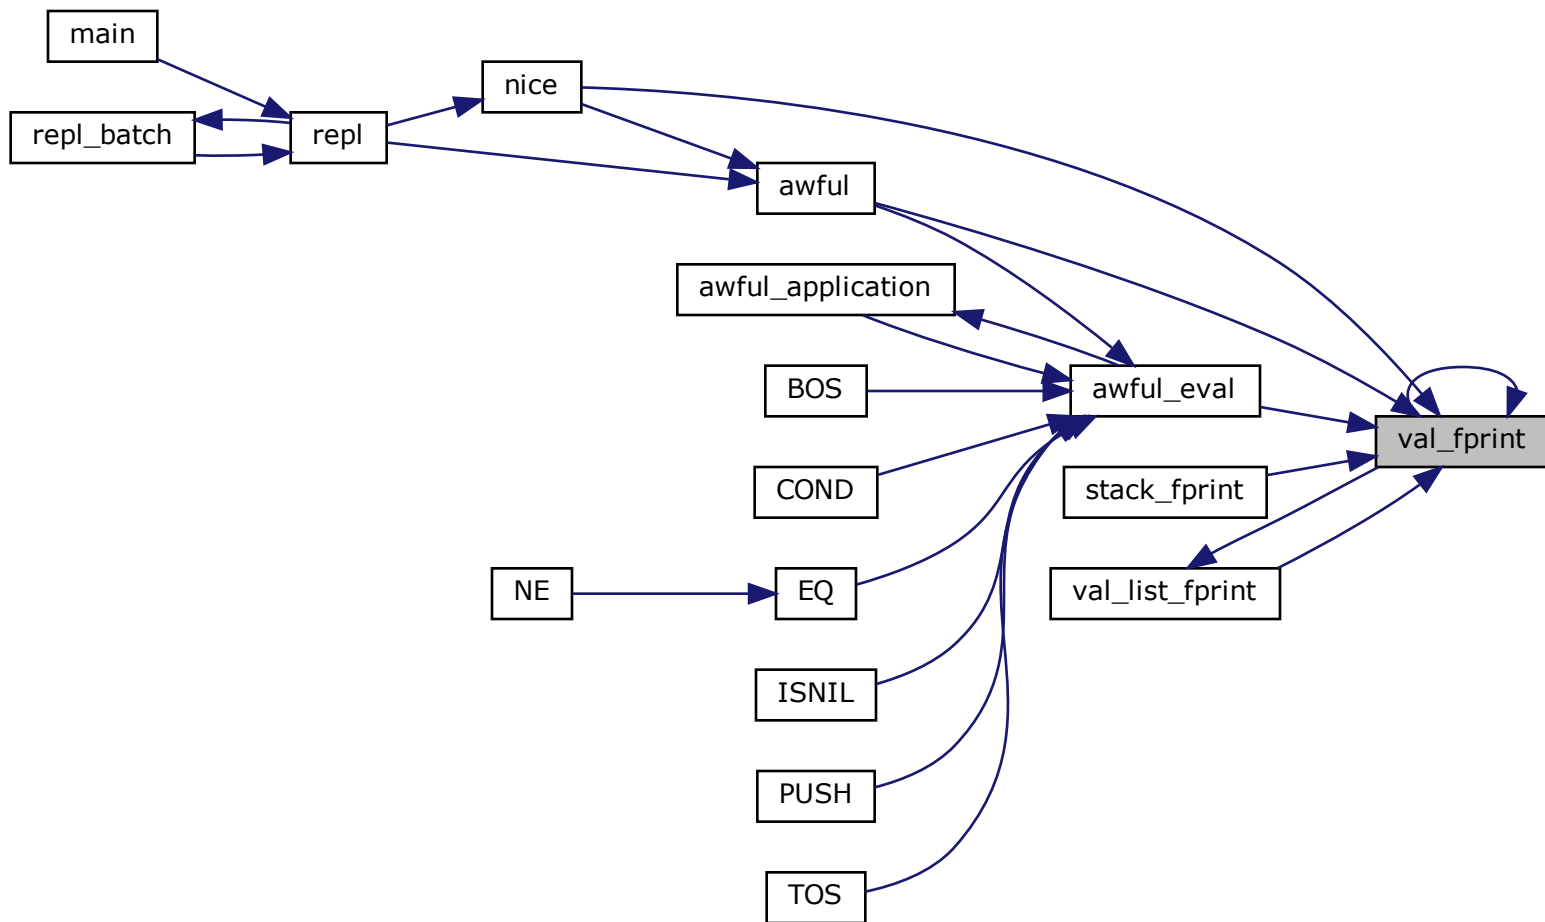 main
nice
repl_batch
repl
awful
awful_application
BOS
awful_eval
val_fprint
COND
stack_fprint
NE
EQ
val_list_fprint
ISNIL
PUSH
TOS